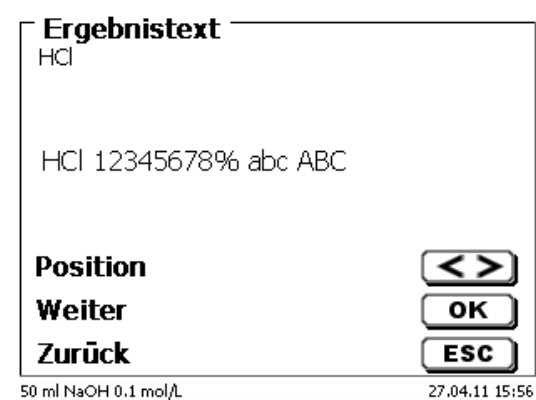 Ergebnistext
HCl
HCl 12345678% abc ABC
Position < >
Weiter OK
Zurück ESC
50 ml NaOH 0.1 mol/L 27.04.11 15:56